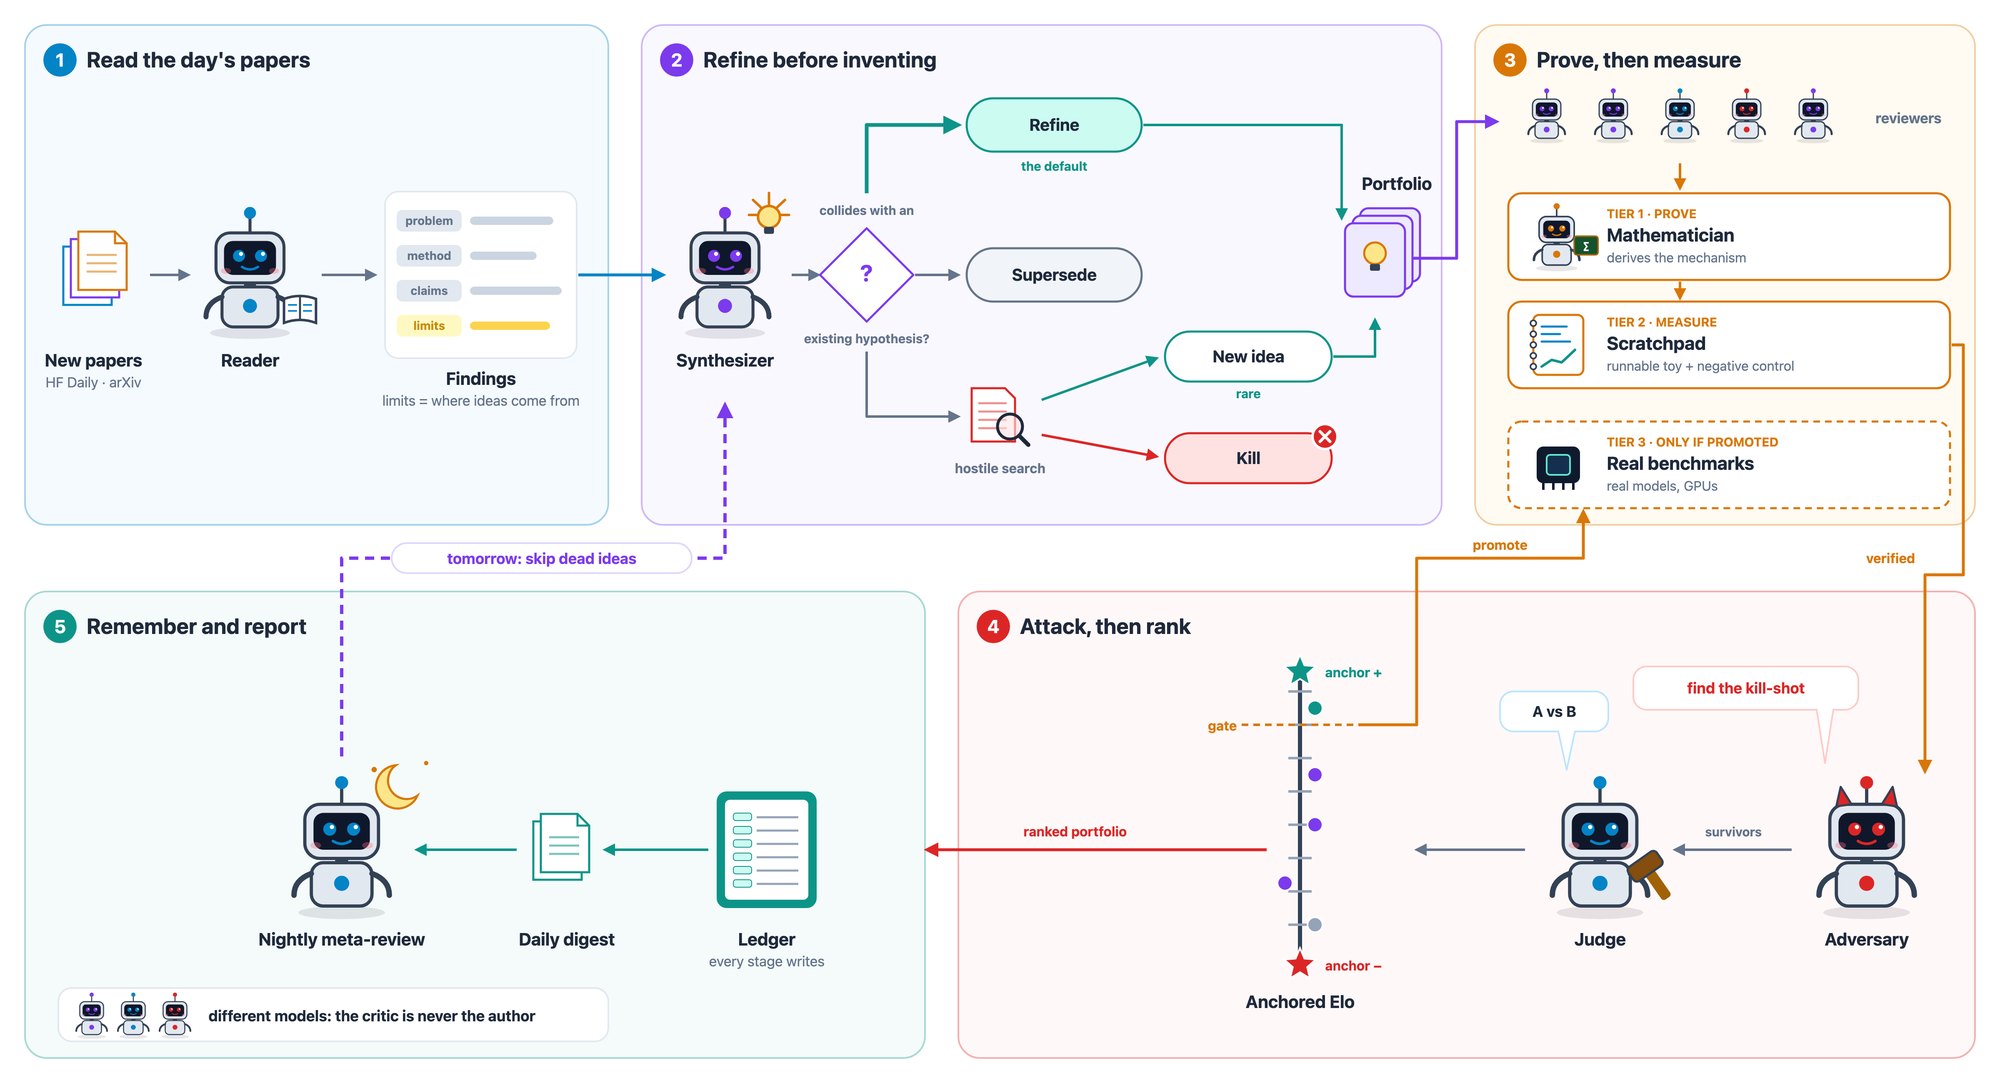 1
Read the day's papers
New papers
HF Daily · arXiv
Reader
problem
method
claims
limits
Findings
limits = where ideas come from
2
Refine before inventing
Synthesizer
collides with an
?
existing hypothesis?
Refine
the default
Supersede
hostile search
New idea
rare
Kill
Portfolio
3
Prove, then measure
reviewers
TIER 1 · PROVE
Mathematician
derives the mechanism
Σ
TIER 2 · MEASURE
Scratchpad
runnable toy + negative control
TIER 3 · ONLY IF PROMOTED
Real benchmarks
real models, GPUs
promote
verified
tomorrow: skip dead ideas
4
Attack, then rank
find the kill-shot
A vs B
Adversary
survivors
Judge
anchor +
gate
anchor –
Anchored Elo
ranked portfolio
5
Remember and report
Ledger
every stage writes
Daily digest
Nightly meta-review
different models: the critic is never the author